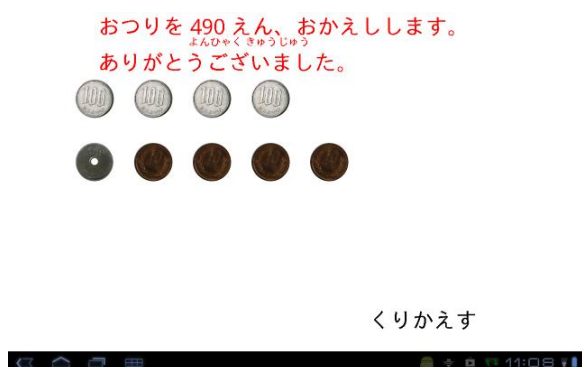 おつりを 490 えん、おかえしします。
よんひゃく きゅうじゅう
ありがとうございました。
100 100 100 100
くりかえす
11:08